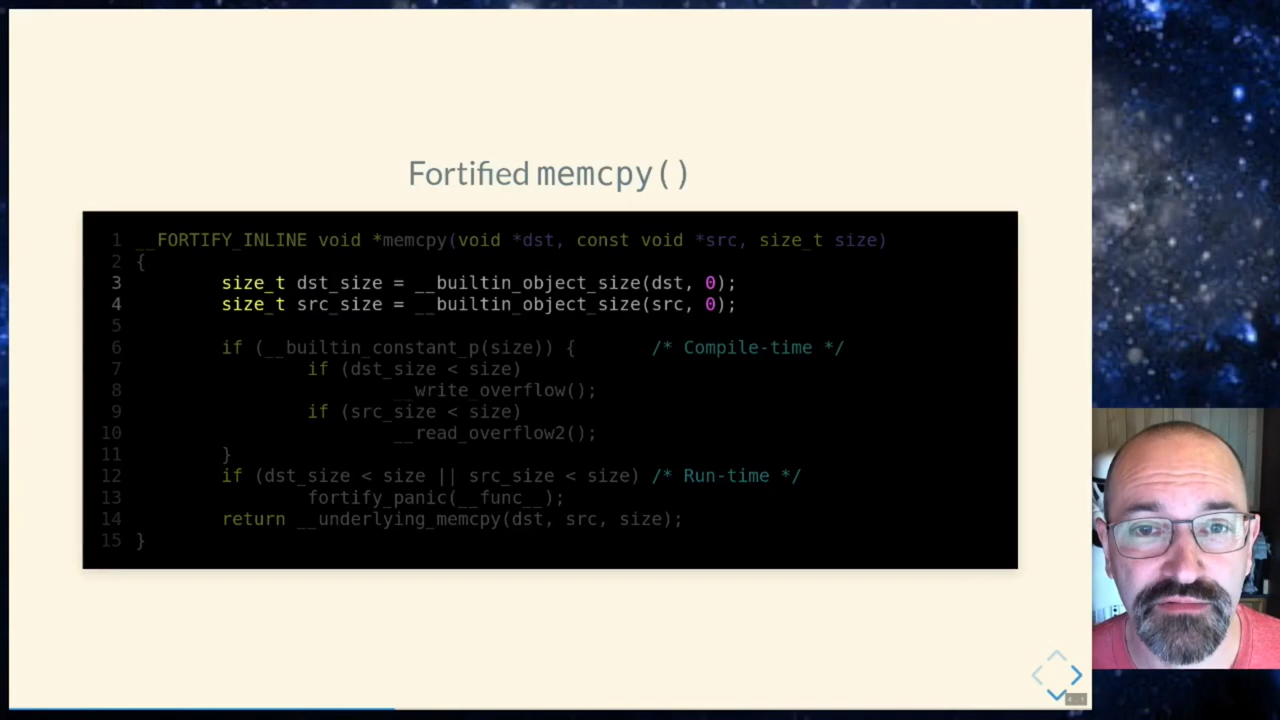 Fortified memcpy()
1 __FORTIFY_INLINE void *memcpy(void *dst, const void *src, size_t size)
2 {
3 size_t dst_size = __builtin_object_size(dst, 0);
4 size_t src_size = __builtin_object_size(src, 0);
5
6 if (__builtin_constant_p(size)) { /* Compile-time */
7 if (dst_size < size)
8 __write_overflow();
9 if (src_size < size)
10 __read_overflow2();
11 }
12 if (dst_size < size || src_size < size) /* Run-time */
13 fortify_panic(__func__);
14 return __underlying_memcpy(dst, src, size);
15 }